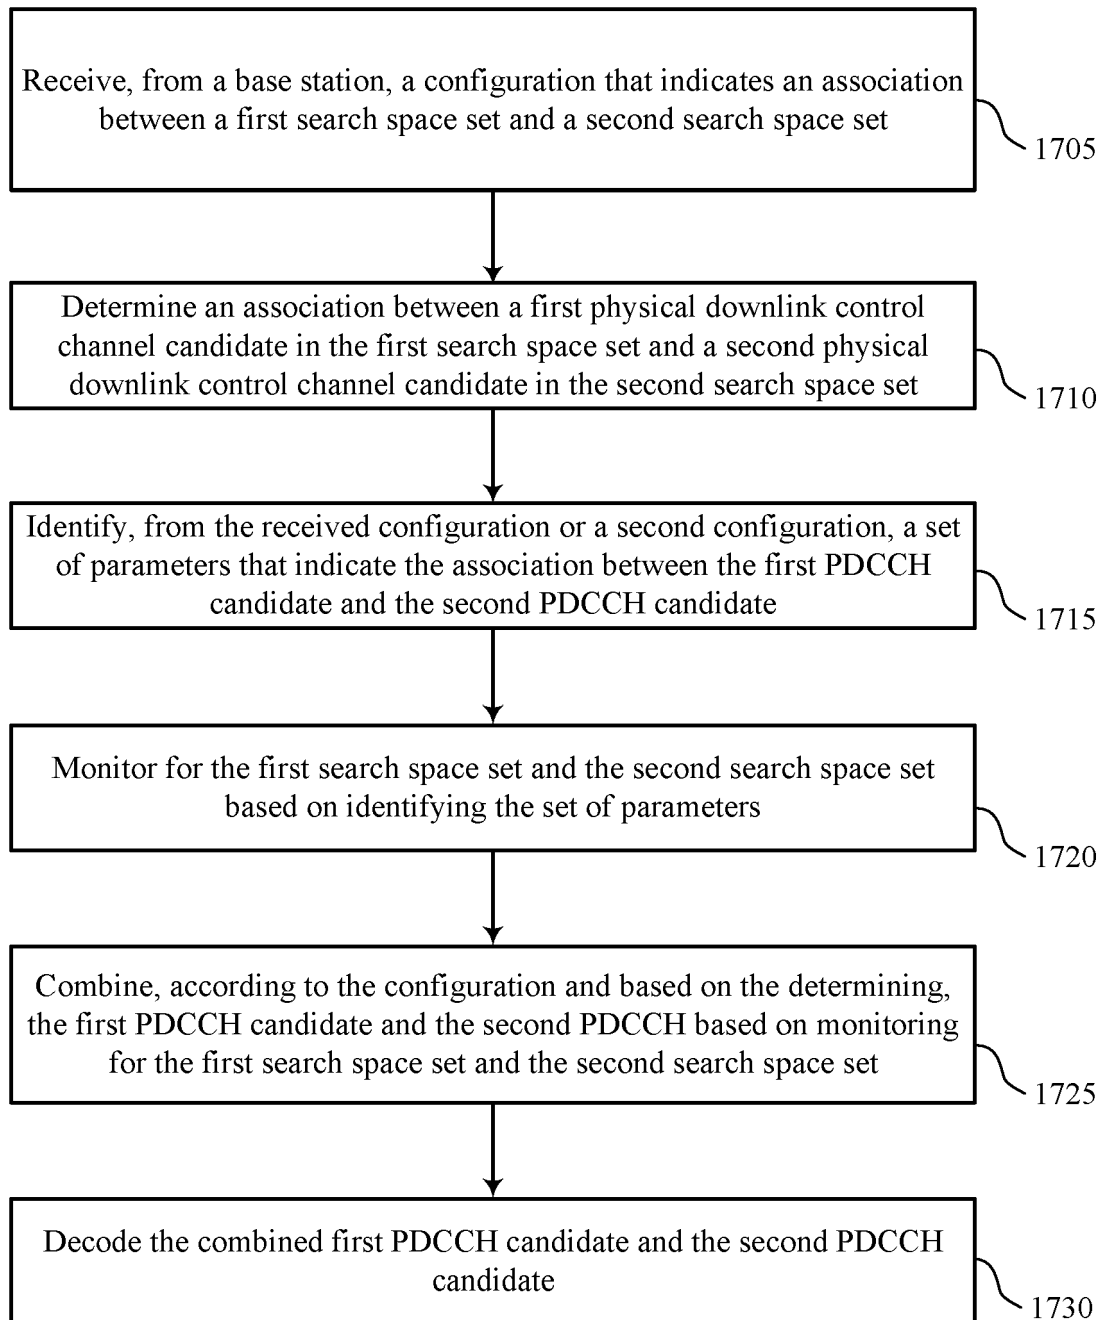 Receive, from a base station, a configuration that indicates an association
between a first search space set and a second search space set
1705
Determine an association between a first physical downlink control
channel candidate in the first search space set and a second physical
downlink control channel candidate in the second search space set
1710
Identify, from the received configuration or a second configuration, a set
of parameters that indicate the association between the first PDCCH
candidate and the second PDCCH candidate
1715
Monitor for the first search space set and the second search space set
based on identifying the set of parameters
1720
Combine, according to the configuration and based on the determining,
the first PDCCH candidate and the second PDCCH based on monitoring
for the first search space set and the second search space set
1725
Decode the combined first PDCCH candidate and the second PDCCH
candidate
1730